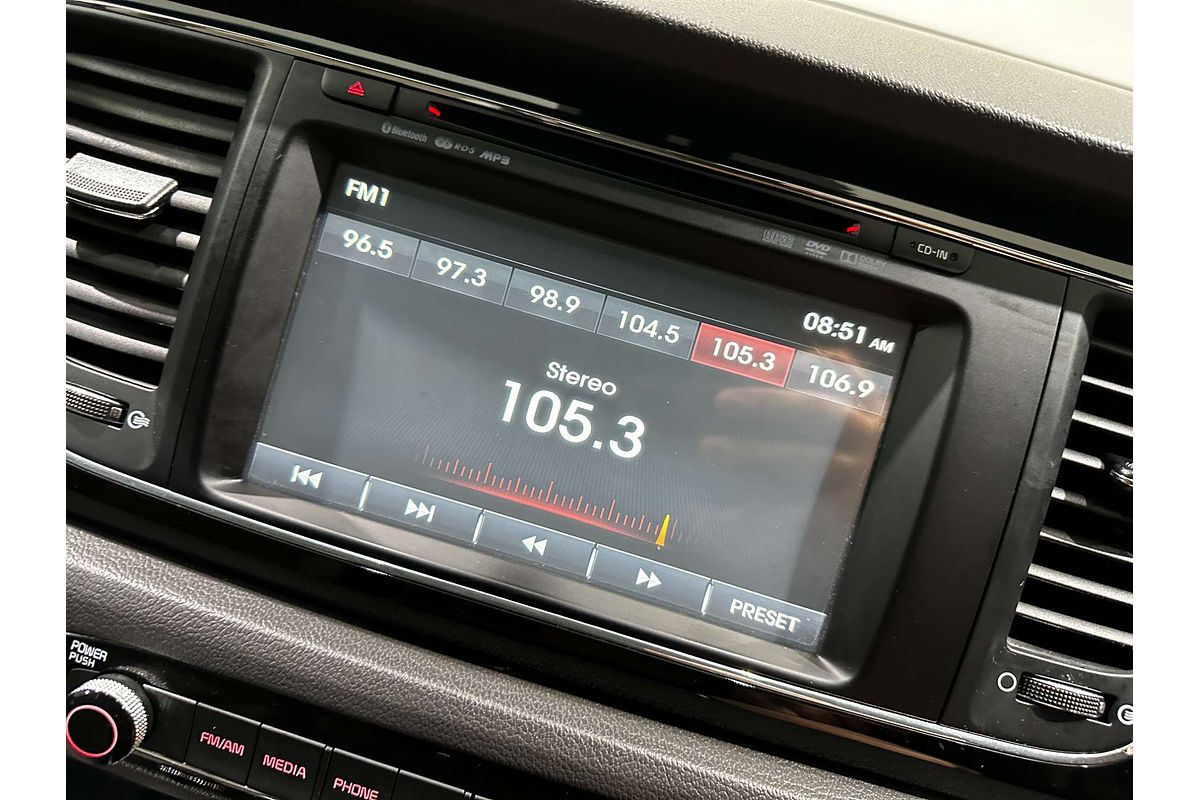 Bluetooth R·D·S MP3
DVD
DOLBY
CD-IN
FM1
08:51 AM
96.5 97.3 98.9 104.5 105.3 106.9
Stereo
105.3
PRESET
POWER
PUSH
FM/AM MEDIA PHONE